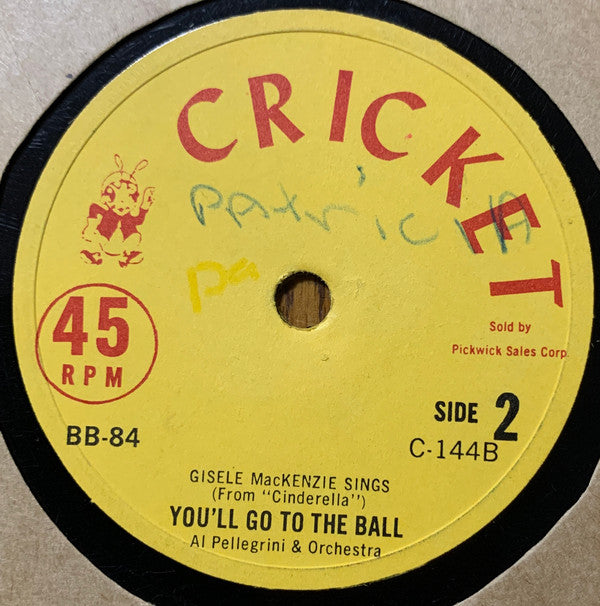 CRICKET
PAtriciA
Pa
45
RPM
Sold by
Pickwick Sales Corp.
SIDE 2
BB-84
C-144B
GISELE MacKENZIE SINGS
(From "Cinderella")
YOU'LL GO TO THE BALL
Al Pellegrini & Orchestra